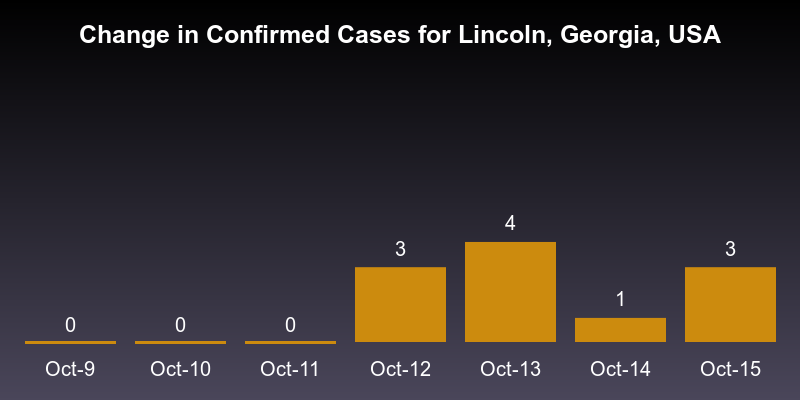 Change in Confirmed Cases for Lincoln, Georgia, USA
0 0 0 3 4 1 3
Oct-9 Oct-10 Oct-11 Oct-12 Oct-13 Oct-14 Oct-15